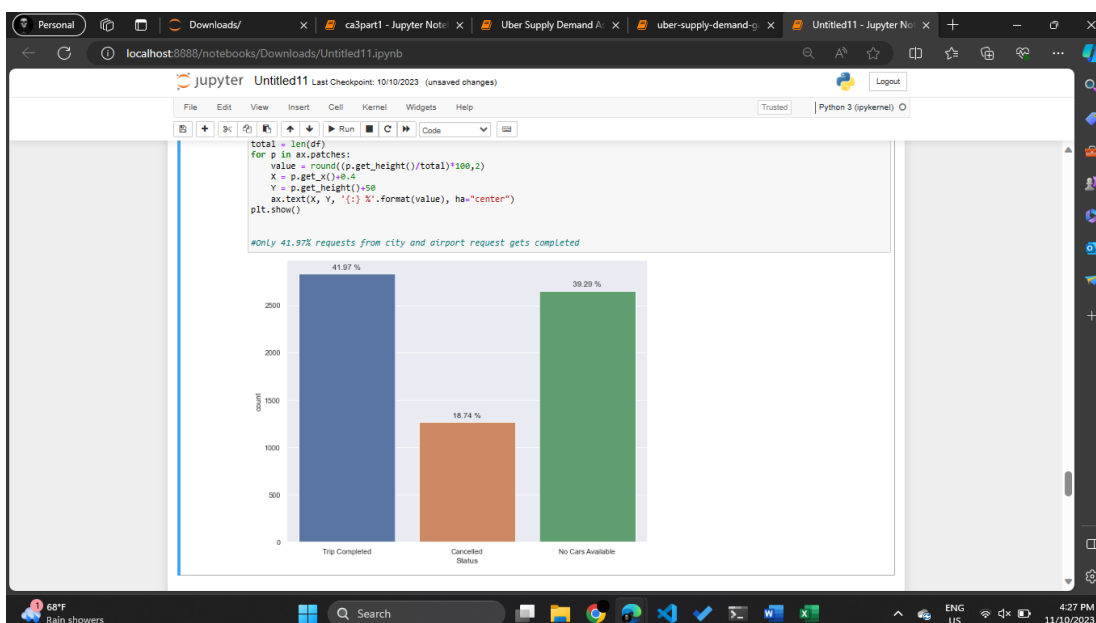 Personal
Downloads/
ca3part1 - Jupyter Note
Uber Supply Demand A
uber-supply-demand-g
Untitled11 - Jupyter No
localhost:8888/notebooks/Downloads/Untitled11.ipynb
jupyter Untitled11 Last Checkpoint: 10/10/2023 (unsaved changes)
Logout
File Edit View Insert Cell Kernel Widgets Help
Trusted
Python 3 (ipykernel)
Run
Code
total = len(df)
for p in ax.patches:
    value = round((p.get_height()/total)*100,2)
    X = p.get_x()+0.4
    Y = p.get_height()+50
    ax.text(X, Y, '{:} %'.format(value), ha="center")
plt.show()
#Only 41.97% requests from city and airport request gets completed
41.97 %
39.29 %
18.74 %
2500
2000
1500
1000
500
0
count
Trip Completed
Cancelled
No Cars Available
Status
1
68°F
Rain showers
Search
ENG
US
4:27 PM
11/10/2023